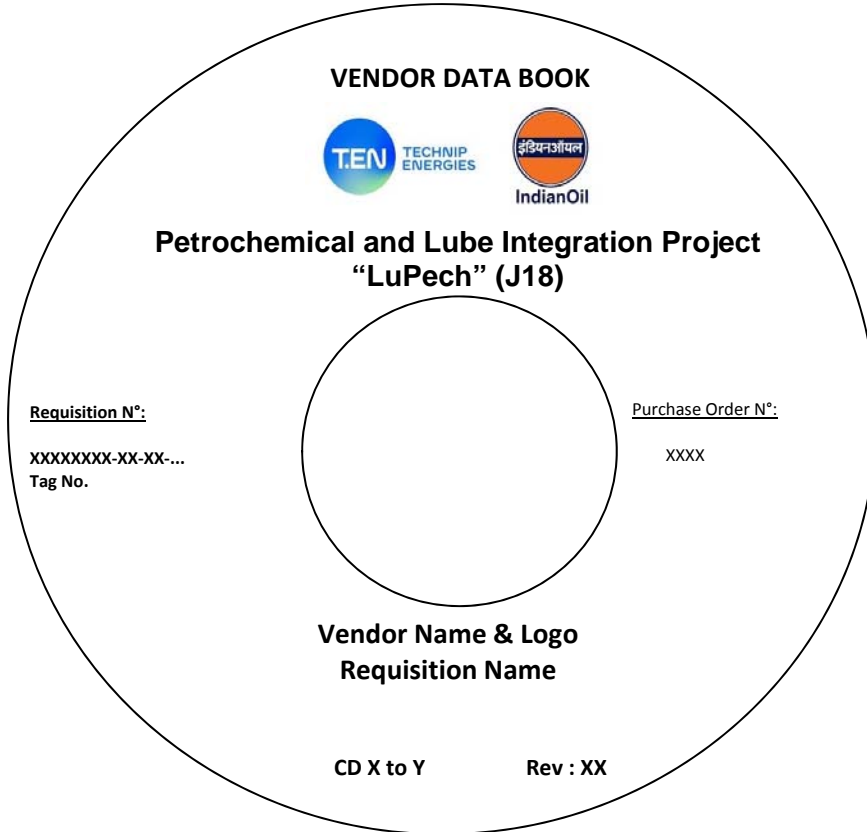 VENDOR DATA BOOK
T.EN TECHNIP
ENERGIES
इंडियनऑयल
IndianOil
Petrochemical and Lube Integration Project
“LuPech” (J18)
Requisition N°:
Purchase Order N°:
XXXXXXXX-XX-XX-...
XXXX
Tag No.
Vendor Name & Logo
Requisition Name
CD X to Y Rev : XX